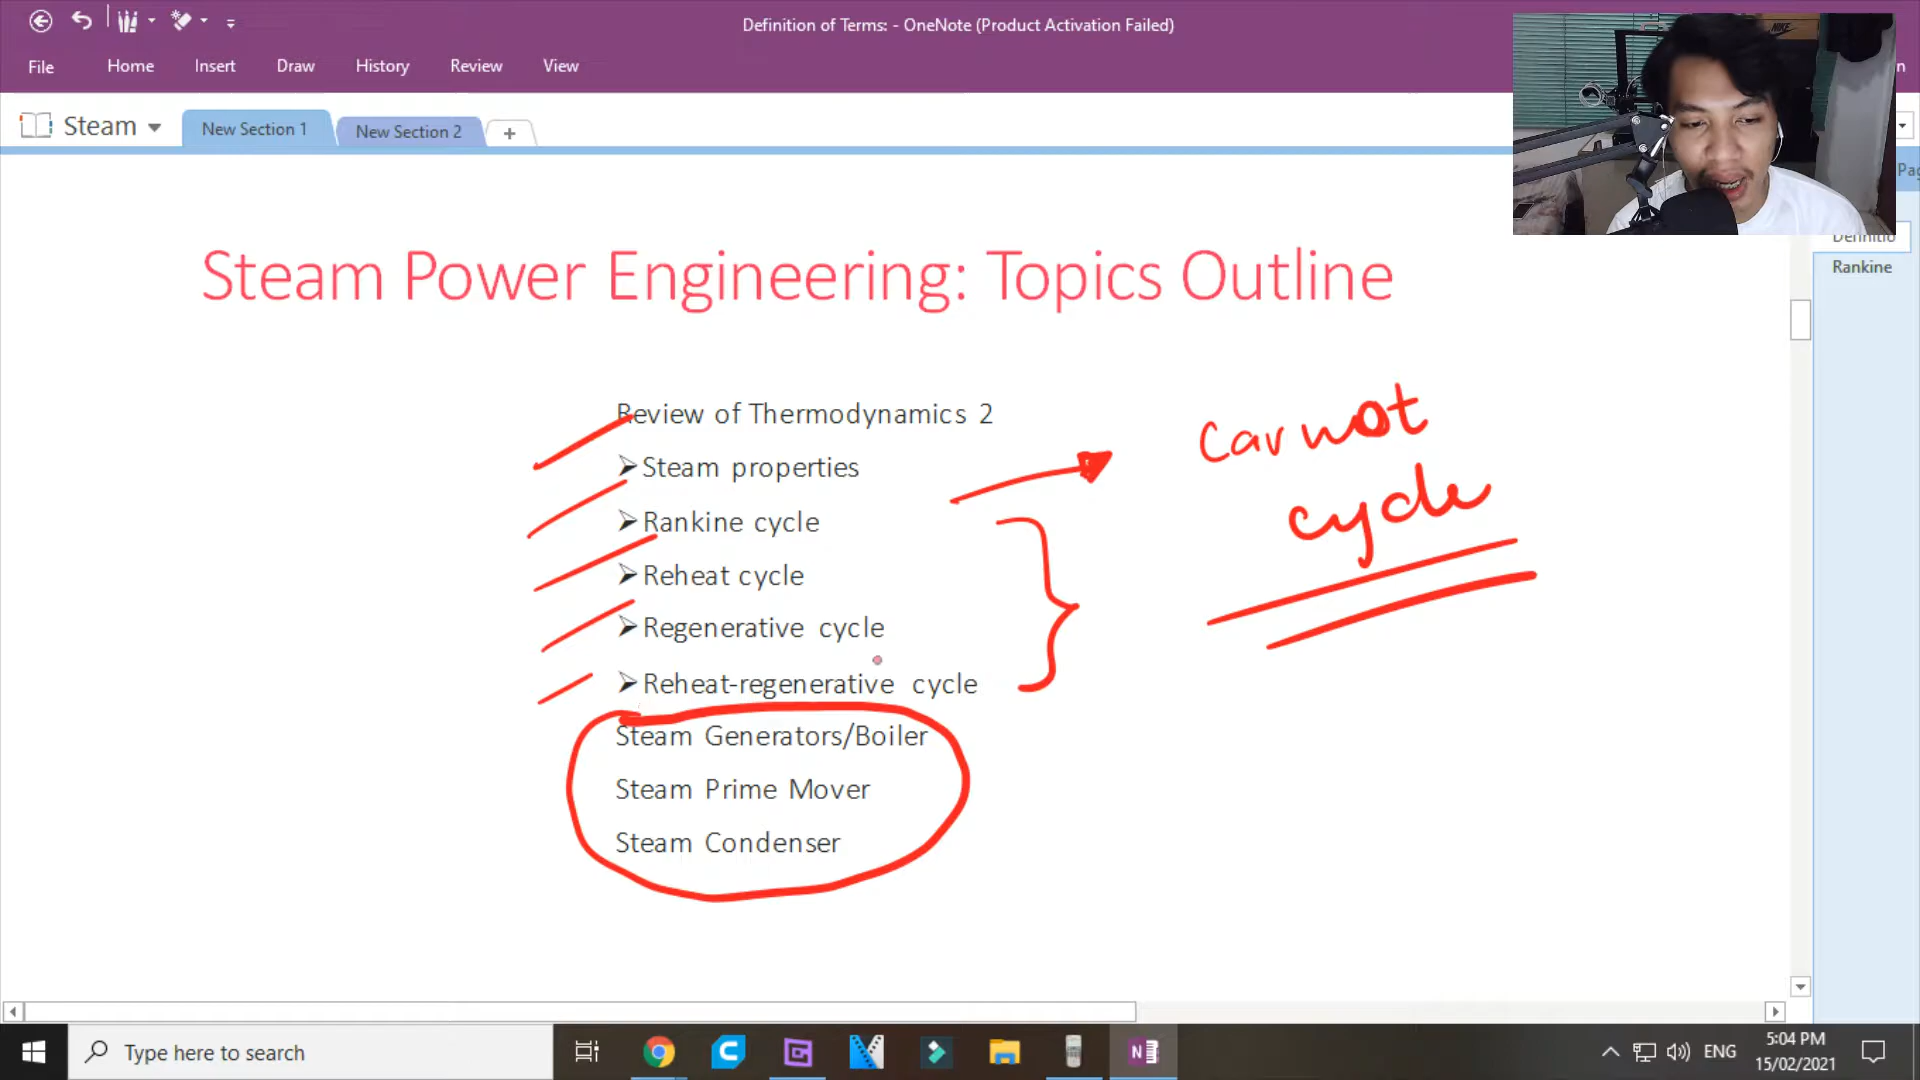 Definition of Terms: - OneNote (Product Activation Failed)
File Home Insert Draw History Review View
Steam New Section 1 New Section 2 +
NIKE
Definitio
Rankine
Steam Power Engineering: Topics Outline
Review of Thermodynamics 2
➢Steam properties
➢Rankine cycle
➢Reheat cycle
➢Regenerative cycle
➢Reheat-regenerative cycle
Steam Generators/Boiler
Steam Prime Mover
Steam Condenser
Carnot
cycle
Type here to search
N
ENG
5:04 PM
15/02/2021